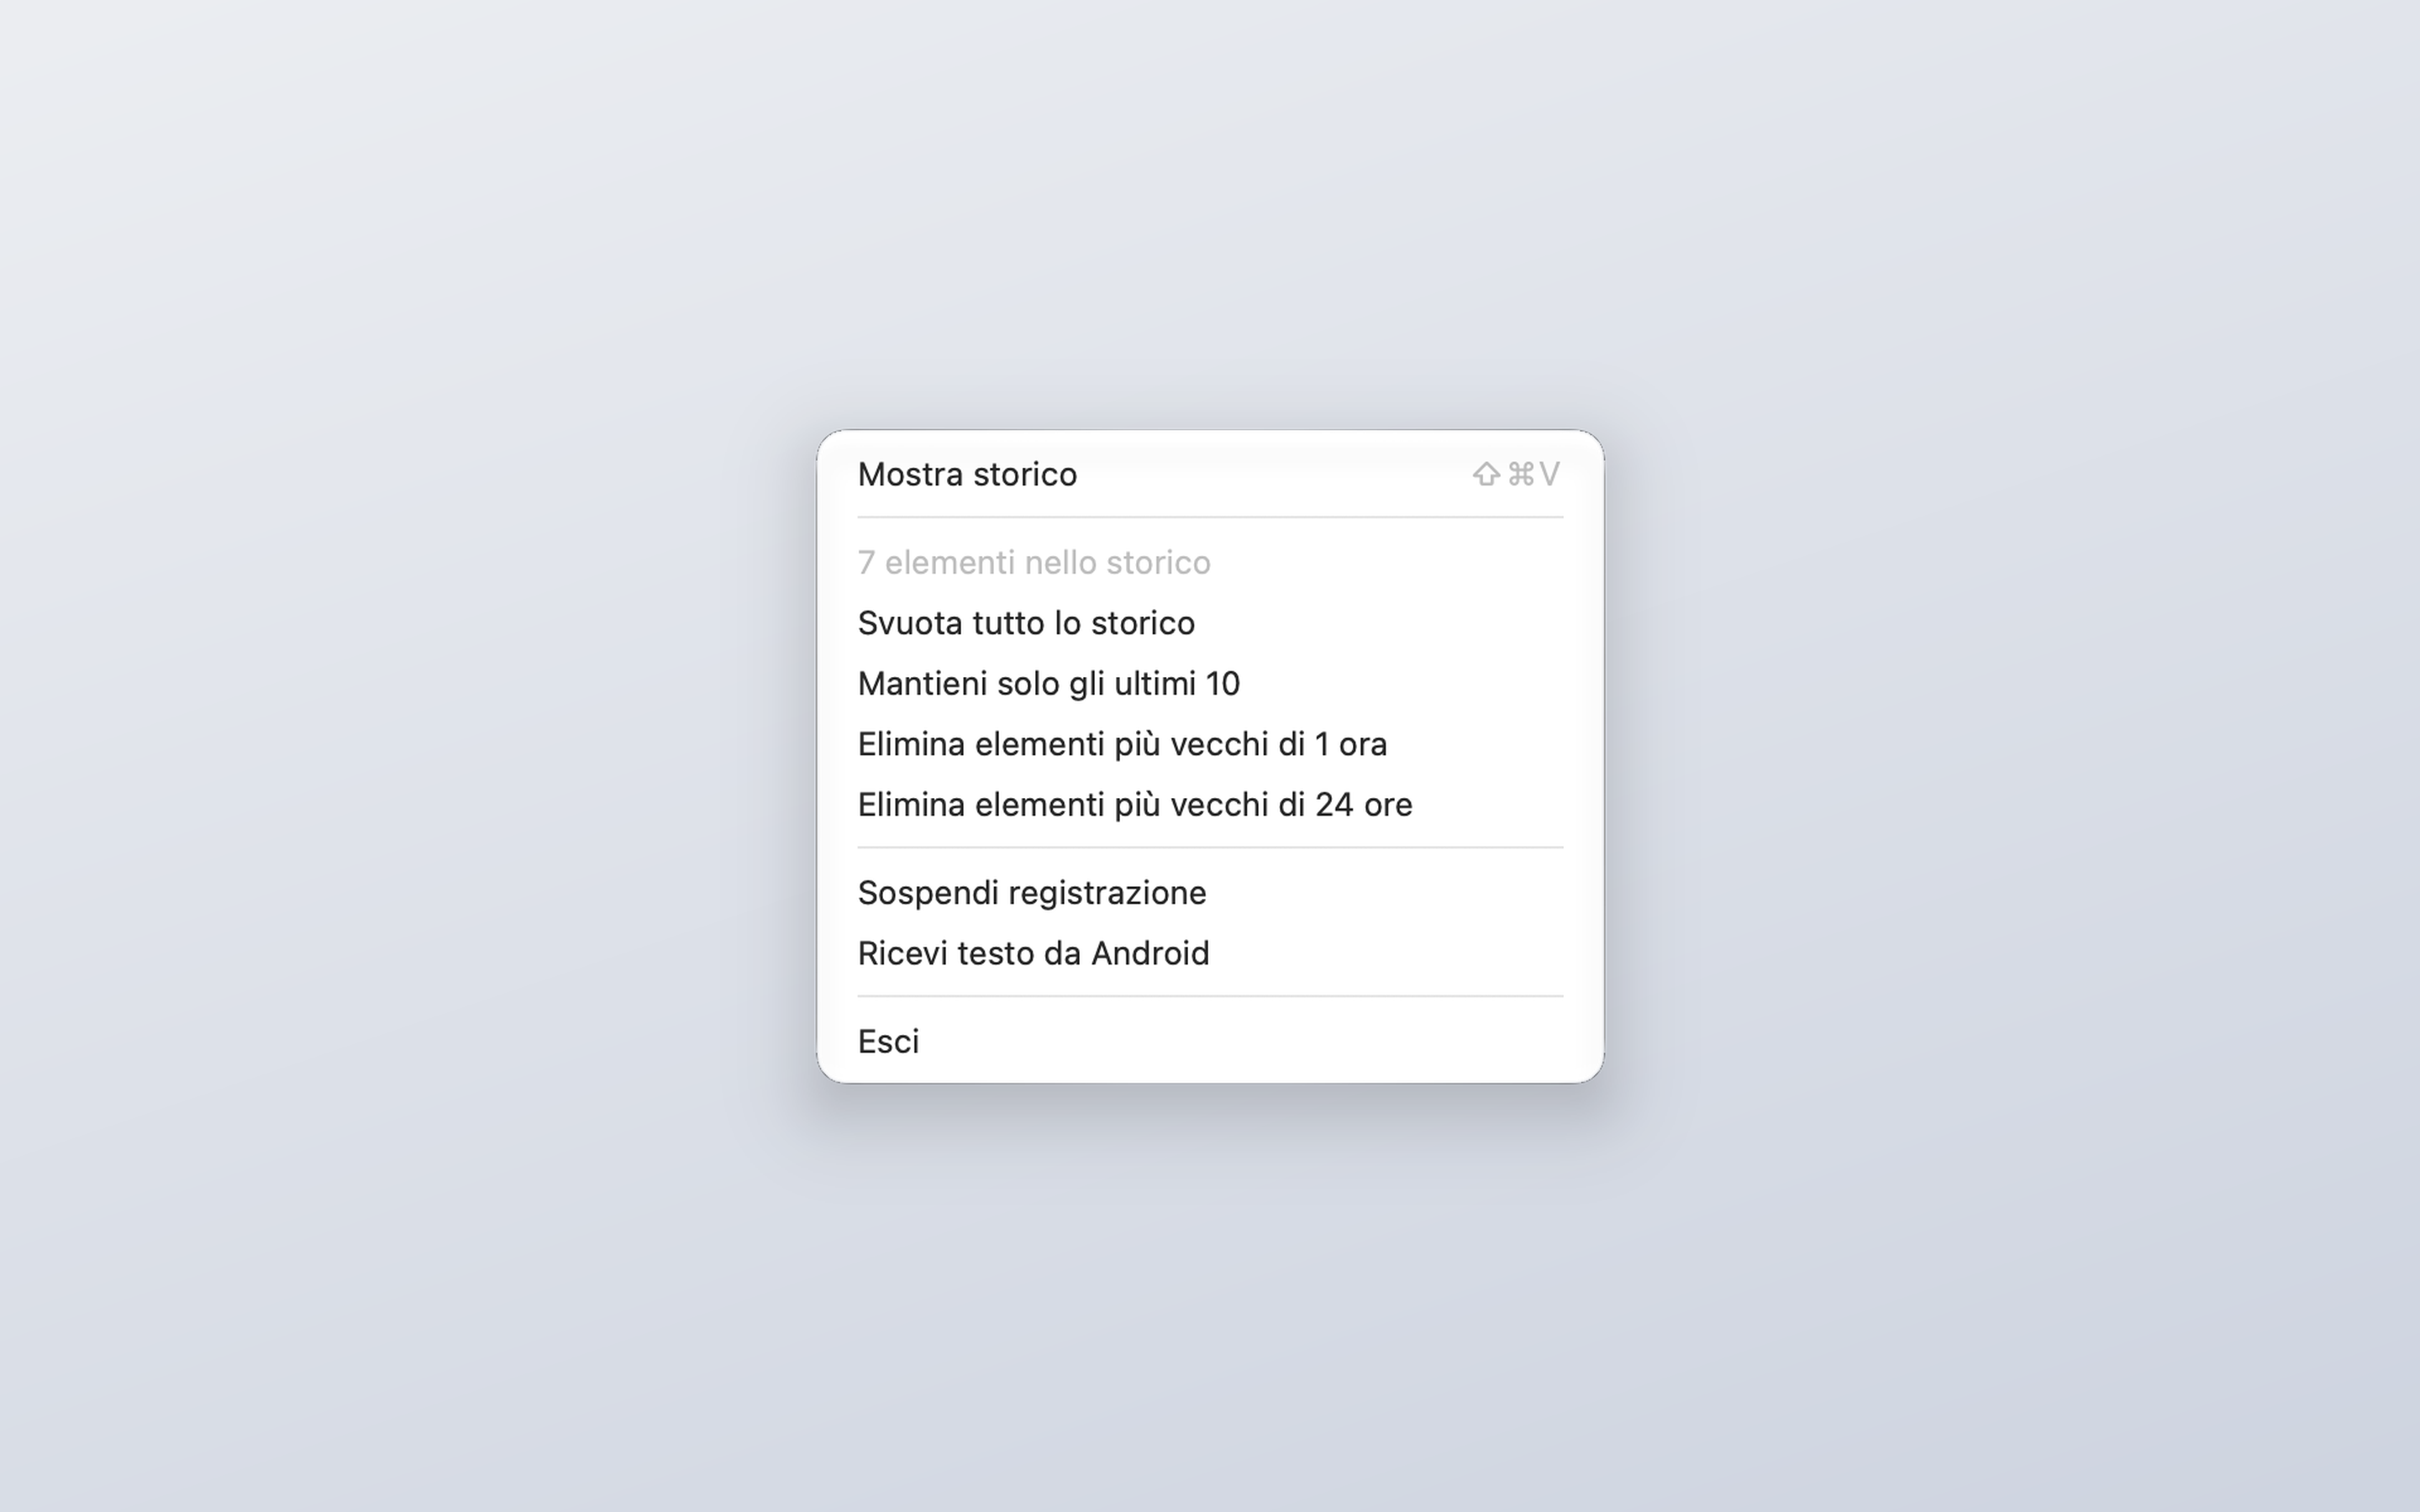 Mostra storico ⇧⌘V
7 elementi nello storico
Svuota tutto lo storico
Mantieni solo gli ultimi 10
Elimina elementi più vecchi di 1 ora
Elimina elementi più vecchi di 24 ore
Sospendi registrazione
Ricevi testo da Android
Esci